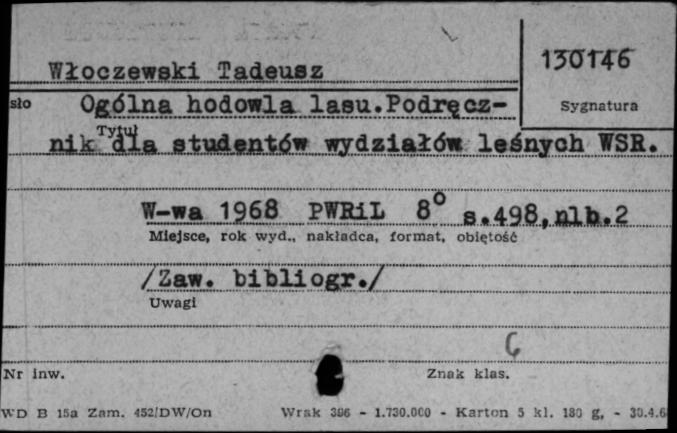 130146
Włoczewski Tadeusz
sło Ogólna hodowla lasu.Podręcz-
Sygnatura
Tytuł
nik dla studentów wydziałów leśnych WSR.
W-wa 1968 PWRiL 8° s.498,nlb.2
Miejsce, rok wyd., nakładca, format, objętość
/Zaw. bibliogr./
Uwagi
6
Nr inw. Znak klas.
WD B 15a Zam. 452/DW/On Wrak 396 - 1.730.000 - Karton 5 kl. 180 g, - 30.4.6